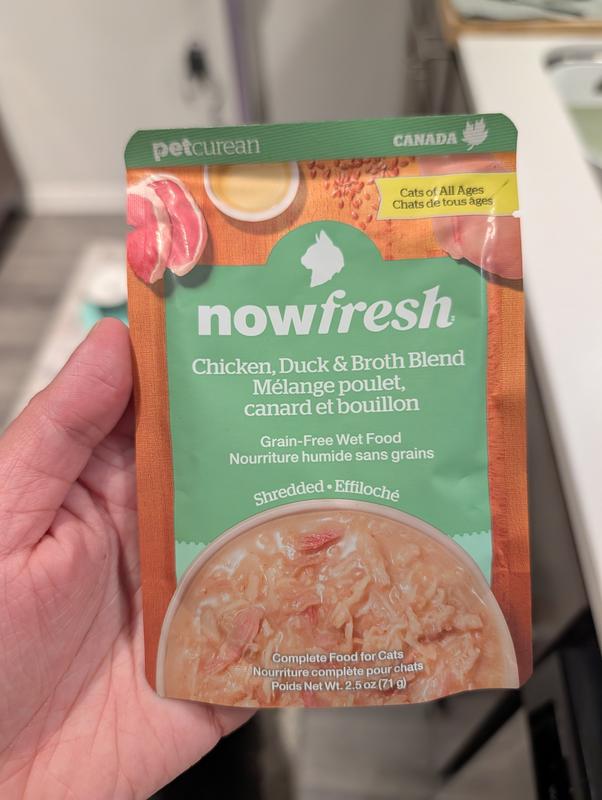 petcurean
CANADA
Cats of All Ages
Chats de tous âges
nowfresh
Chicken, Duck & Broth Blend
Mélange poulet,
canard et bouillon
Grain-Free Wet Food
Nourriture humide sans grains
Shredded • Effiloché
Complete Food for Cats
Nourriture complète pour chats
Poids Net Wt. 2.5 oz (71 g)